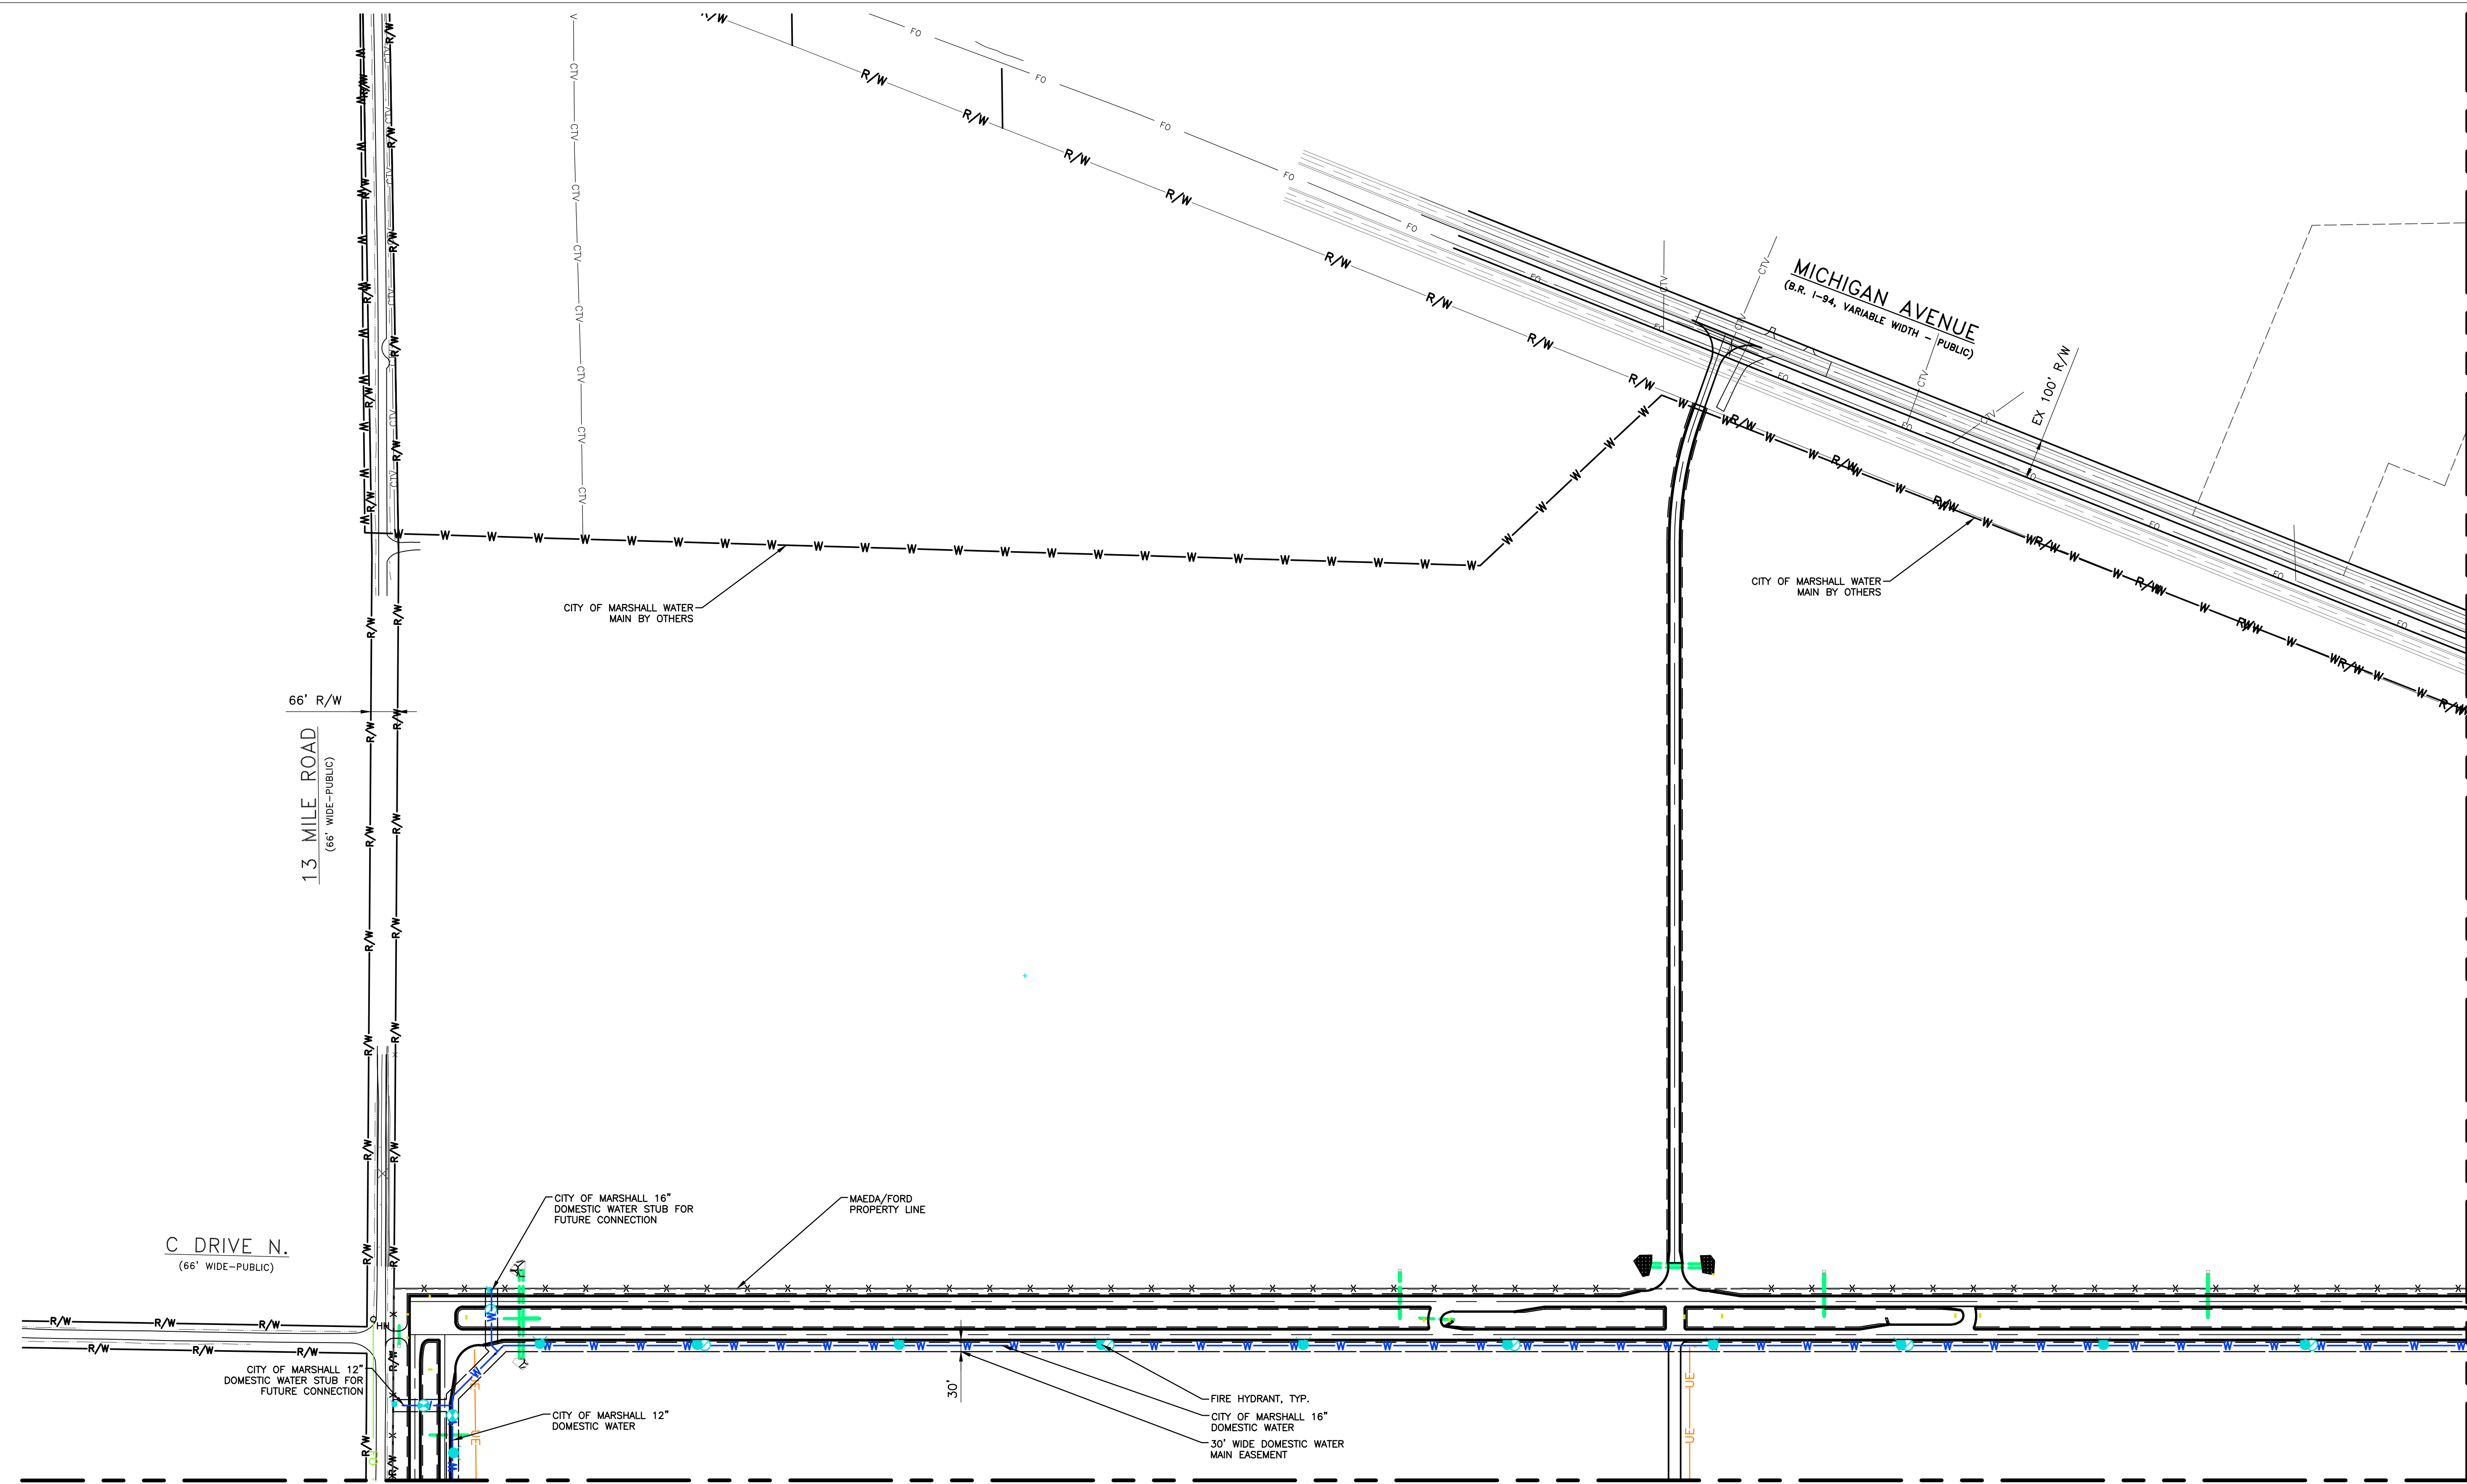 MICHIGAN AVENUE
(B.R. I-94, VARIABLE WIDTH - PUBLIC)
EX 100' R/W
CITY OF MARSHALL WATER
MAIN BY OTHERS
CITY OF MARSHALL WATER
MAIN BY OTHERS
66' R/W
13 MILE ROAD
(66' WIDE-PUBLIC)
CITY OF MARSHALL 16"
DOMESTIC WATER STUB FOR
FUTURE CONNECTION
MAEDA/FORD
PROPERTY LINE
C DRIVE N.
(66' WIDE-PUBLIC)
HH
CITY OF MARSHALL 12"
DOMESTIC WATER STUB FOR
FUTURE CONNECTION
CITY OF MARSHALL 12"
DOMESTIC WATER
30'
FIRE HYDRANT, TYP.
CITY OF MARSHALL 16"
DOMESTIC WATER
30' WIDE DOMESTIC WATER
MAIN EASEMENT
R/W
W
CTV
FO
UE